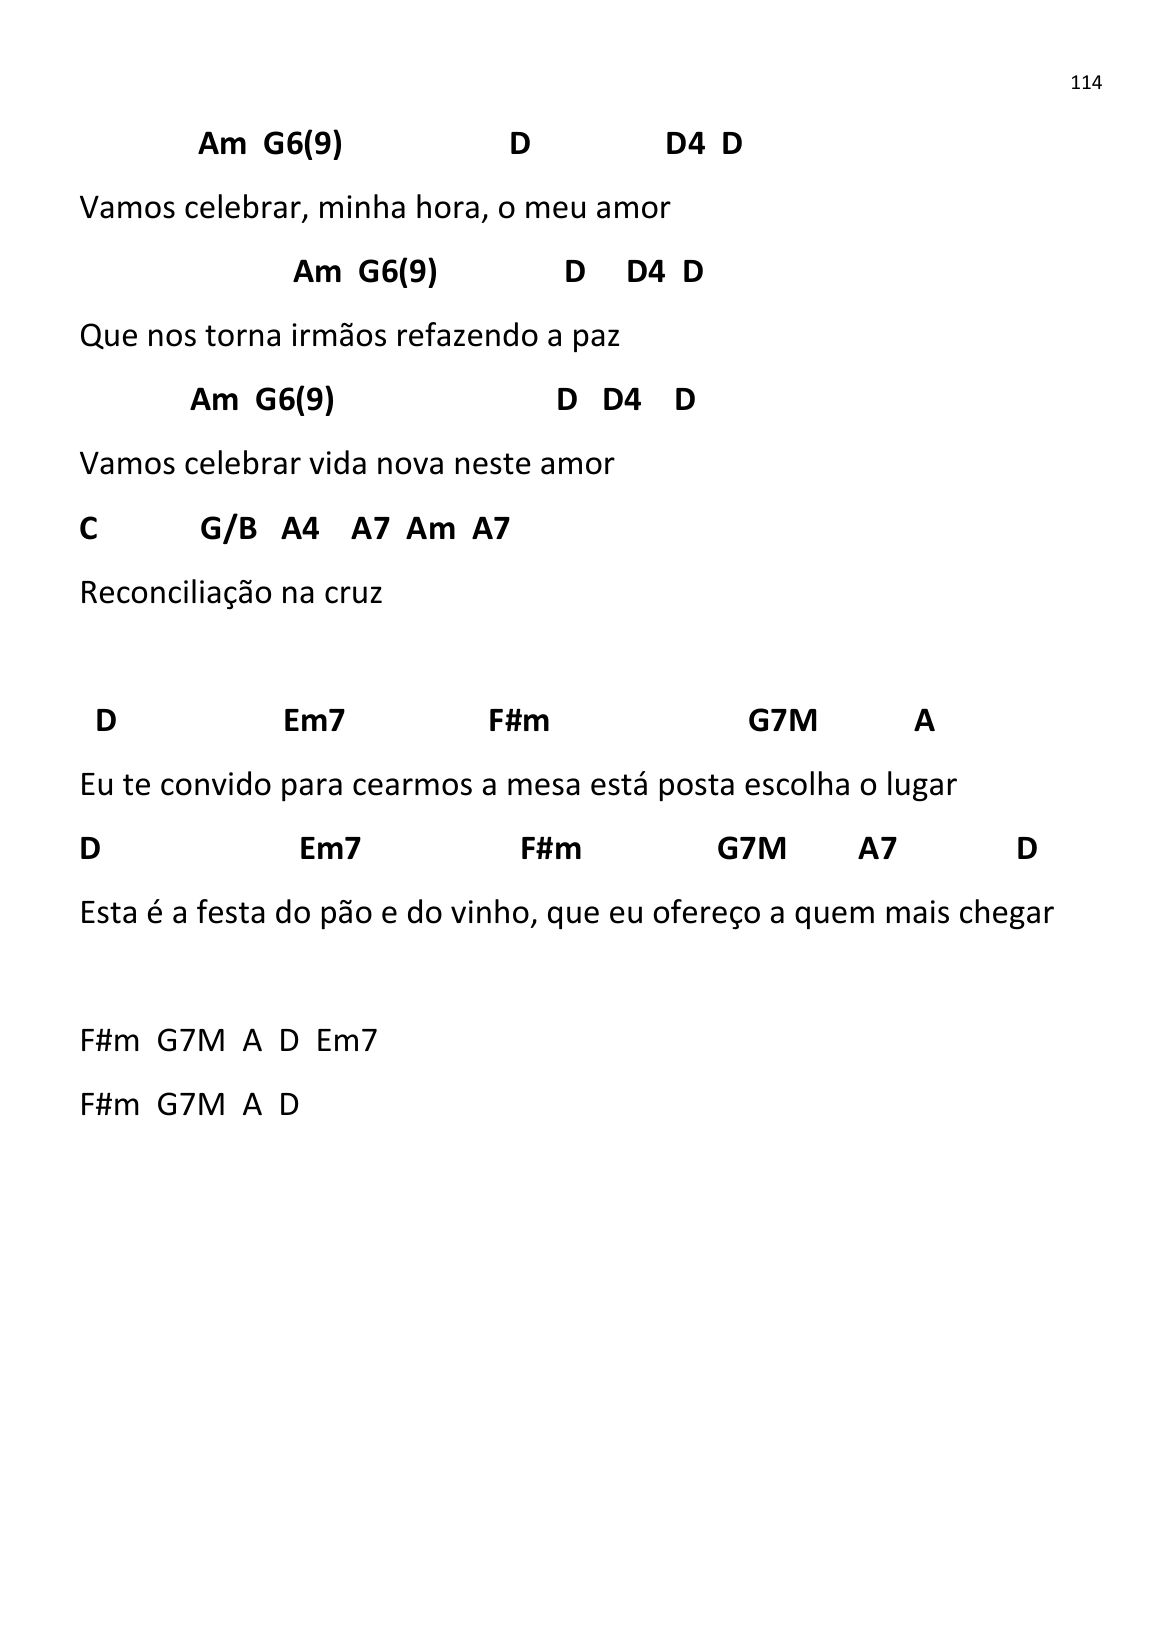 114
Am G6(9) D D4 D
Vamos celebrar, minha hora, o meu amor
Am G6(9) D D4 D
Que nos torna irmãos refazendo a paz
Am G6(9) D D4 D
Vamos celebrar vida nova neste amor
C G/B A4 A7 Am A7
Reconciliação na cruz
D Em7 F#m G7M A
Eu te convido para cearmos a mesa está posta escolha o lugar
D Em7 F#m G7M A7 D
Esta é a festa do pão e do vinho, que eu ofereço a quem mais chegar
F#m G7M A D Em7
F#m G7M A D